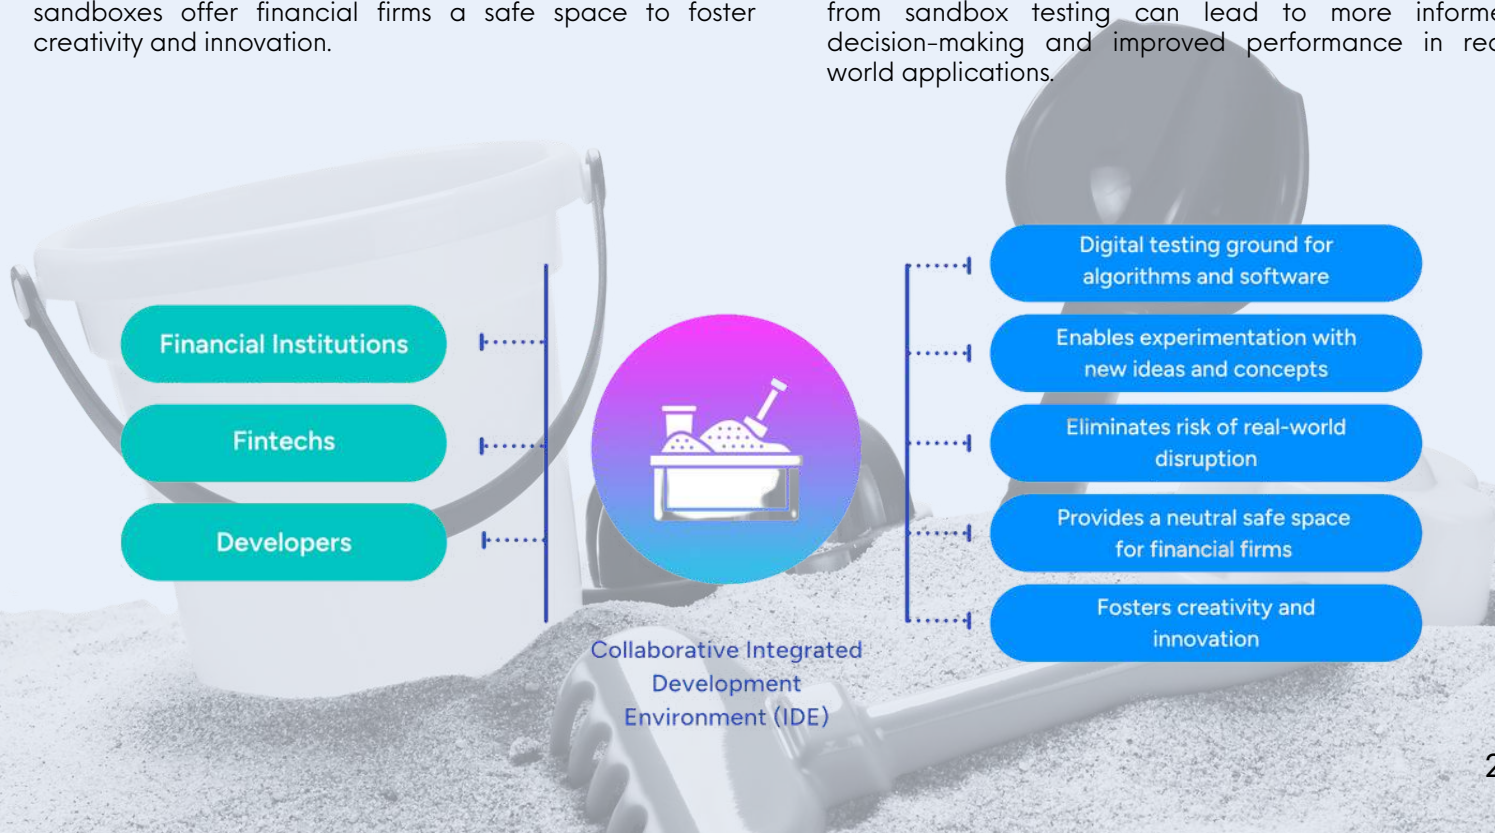 sandboxes offer financial firms a safe space to foster
creativity and innovation.
from sandbox testing can lead to more
decision-making and improved performance in
world applications.
Financial Institutions
Fintechs
Developers
Collaborative Integrated
Development
Environment (IDE)
Digital testing ground for
algorithms and software
Enables experimentation with
new ideas and concepts
Eliminates risk of real-world
disruption
Provides a neutral safe space
for financial firms
Fosters creativity and
innovation